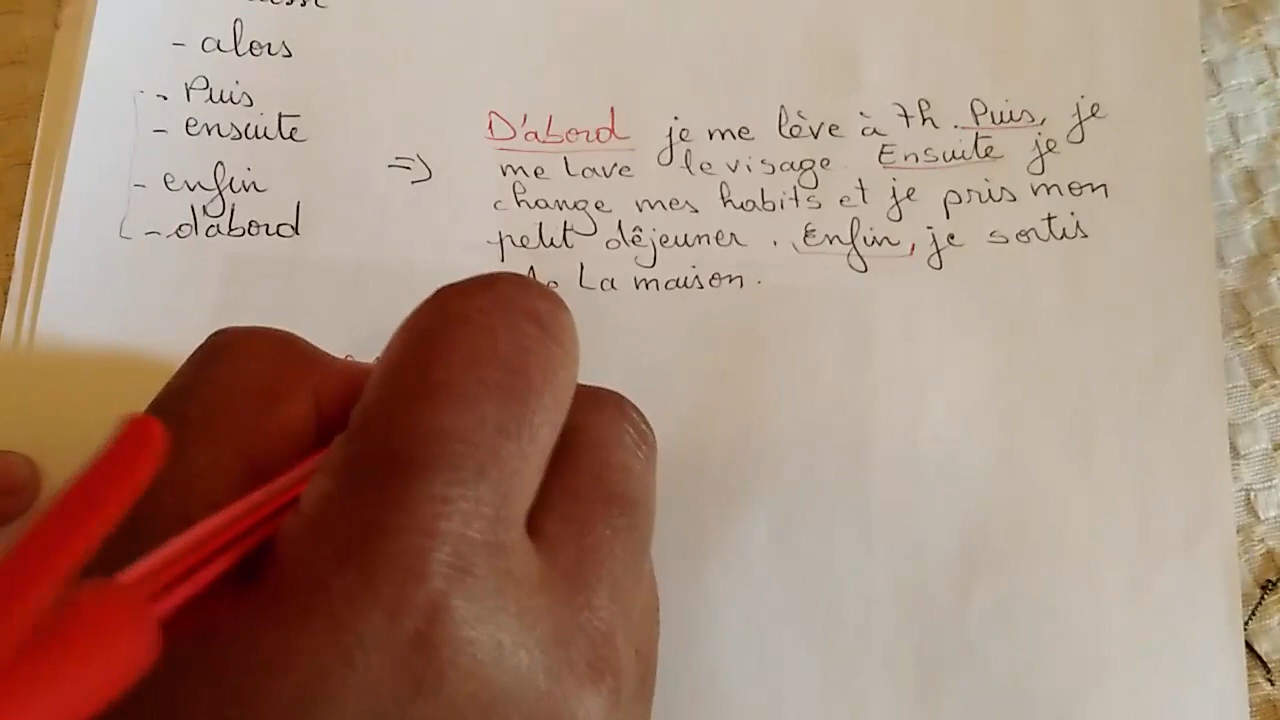 - alors
- Puis
- ensuite
- enfin
- d'abord
=>
D'abord je me lève à 7h. Puis, je
me lave le visage. Ensuite je
change mes habits et je pris mon
petit déjeuner. Enfin, je sortis
La maison.